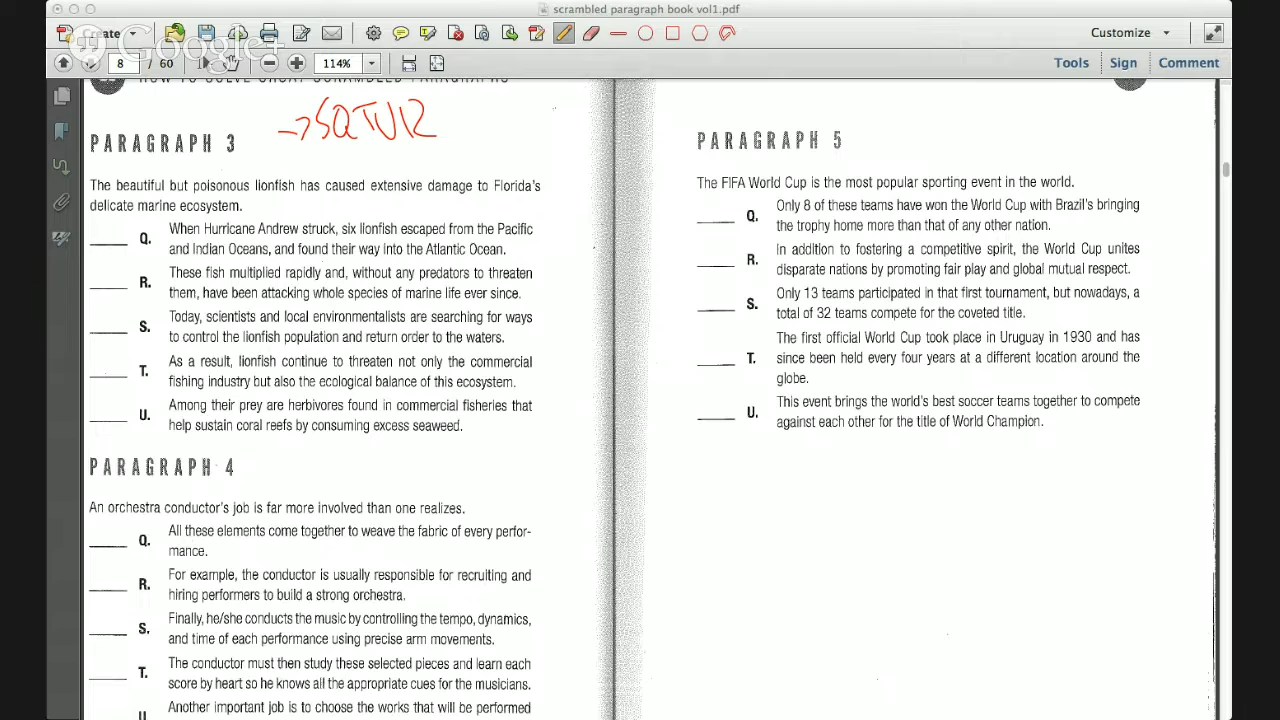 scrambled paragraph book vol1.pdf
Create
Google+
Customize
8 / 60
114%
Tools
Sign
Comment
HOW TO SOLVE GREAT SCRAMBLED PARAGRAPHS
→SQTUR
PARAGRAPH 3
The beautiful but poisonous lionfish has caused extensive damage to Florida's
delicate marine ecosystem.
Q. When Hurricane Andrew struck, six lionfish escaped from the Pacific
and Indian Oceans, and found their way into the Atlantic Ocean.
R. These fish multiplied rapidly and, without any predators to threaten
them, have been attacking whole species of marine life ever since.
S. Today, scientists and local environmentalists are searching for ways
to control the lionfish population and return order to the waters.
T. As a result, lionfish continue to threaten not only the commercial
fishing industry but also the ecological balance of this ecosystem.
U. Among their prey are herbivores found in commercial fisheries that
help sustain coral reefs by consuming excess seaweed.
PARAGRAPH 4
An orchestra conductor's job is far more involved than one realizes.
Q. All these elements come together to weave the fabric of every perfor-
mance.
R. For example, the conductor is usually responsible for recruiting and
hiring performers to build a strong orchestra.
S. Finally, he/she conducts the music by controlling the tempo, dynamics,
and time of each performance using precise arm movements.
T. The conductor must then study these selected pieces and learn each
score by heart so he knows all the appropriate cues for the musicians.
U. Another important job is to choose the works that will be performed
PARAGRAPH 5
The FIFA World Cup is the most popular sporting event in the world.
Q. Only 8 of these teams have won the World Cup with Brazil's bringing
the trophy home more than that of any other nation.
R. In addition to fostering a competitive spirit, the World Cup unites
disparate nations by promoting fair play and global mutual respect.
S. Only 13 teams participated in that first tournament, but nowadays, a
total of 32 teams compete for the coveted title.
T. The first official World Cup took place in Uruguay in 1930 and has
since been held every four years at a different location around the
globe.
U. This event brings the world's best soccer teams together to compete
against each other for the title of World Champion.